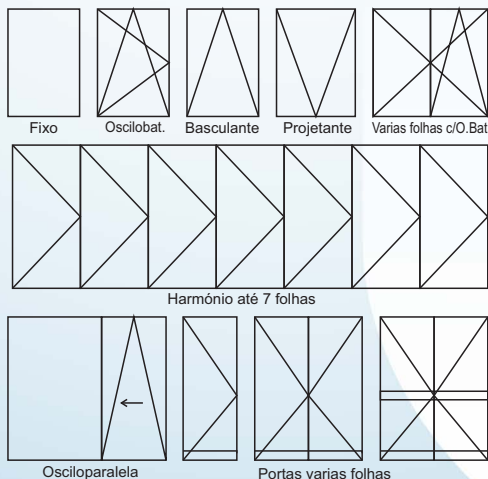 Fixo
Oscilobat.
Basculante
Projetante
Varias folhas c/O.Bat
Harmónio até 7 folhas
Osciloparalela
Portas varias folhas